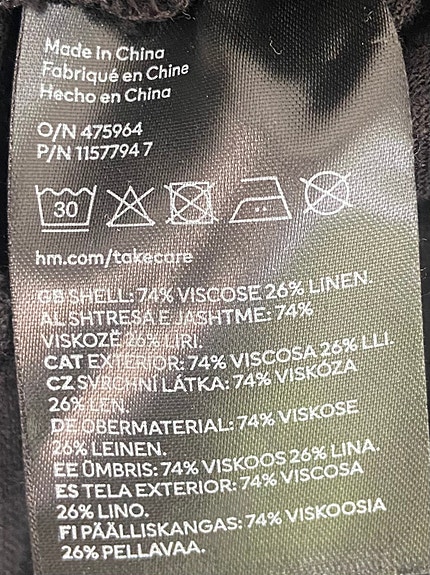 Made in China
Fabriqué en Chine
Hecho en China
O/N 475964
P/N 1157794 7
30
hm.com/takecare
GB SHELL: 74% VISCOSE 26% LINEN.
AL SHTRESA E JASHTME: 74%
VISKOZË 26% LIRI.
CAT EXTERIOR: 74% VISCOSA 26% LLI.
CZ SVRCHNÍ LÁTKA: 74% VISKÓZA
26% LEN.
DE OBERMATERIAL: 74% VISKOSE
26% LEINEN.
EE ÜMBRIS: 74% VISKOOS 26% LINA.
ES TELA EXTERIOR: 74% VISCOSA
26% LINO.
FI PÄÄLLISKANGAS: 74% VISKOOSIA
26% PELLAVAA.